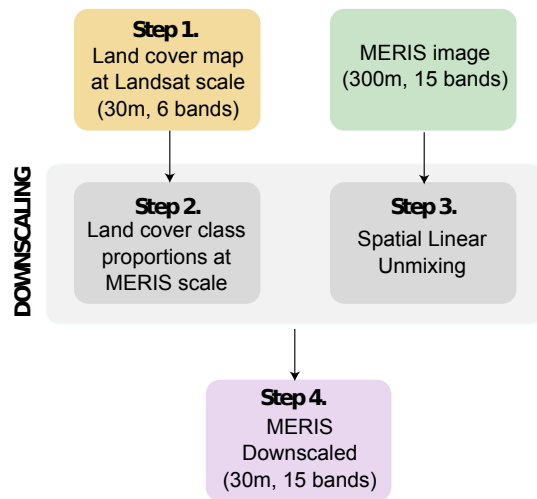 Step 1.
Land cover map
at Landsat scale
(30m, 6 bands)
MERIS image
(300m, 15 bands)
DOWNSCALING
Step 2.
Land cover class
proportions at
MERIS scale
Step 3.
Spatial Linear
Unmixing
Step 4.
MERIS
Downscaled
(30m, 15 bands)